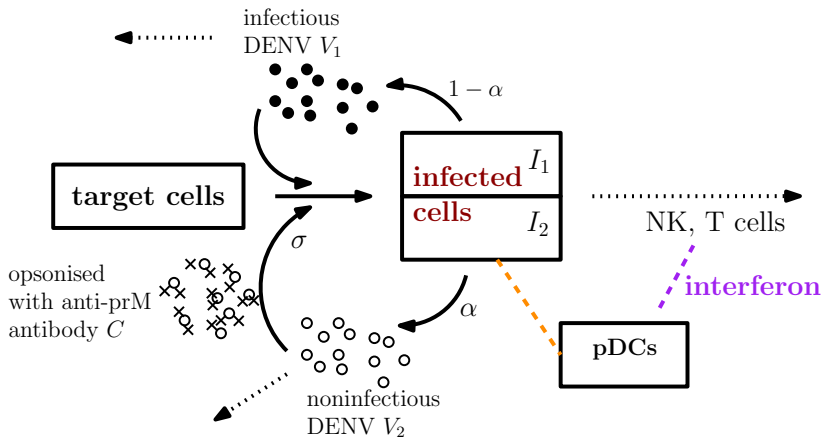 infectious
DENV V₁
1 − α
target cells
infected
cells
I₁
I₂
NK, T cells
σ
opsonised
with anti-prM
antibody C
α
interferon
pDCs
noninfectious
DENV V₂